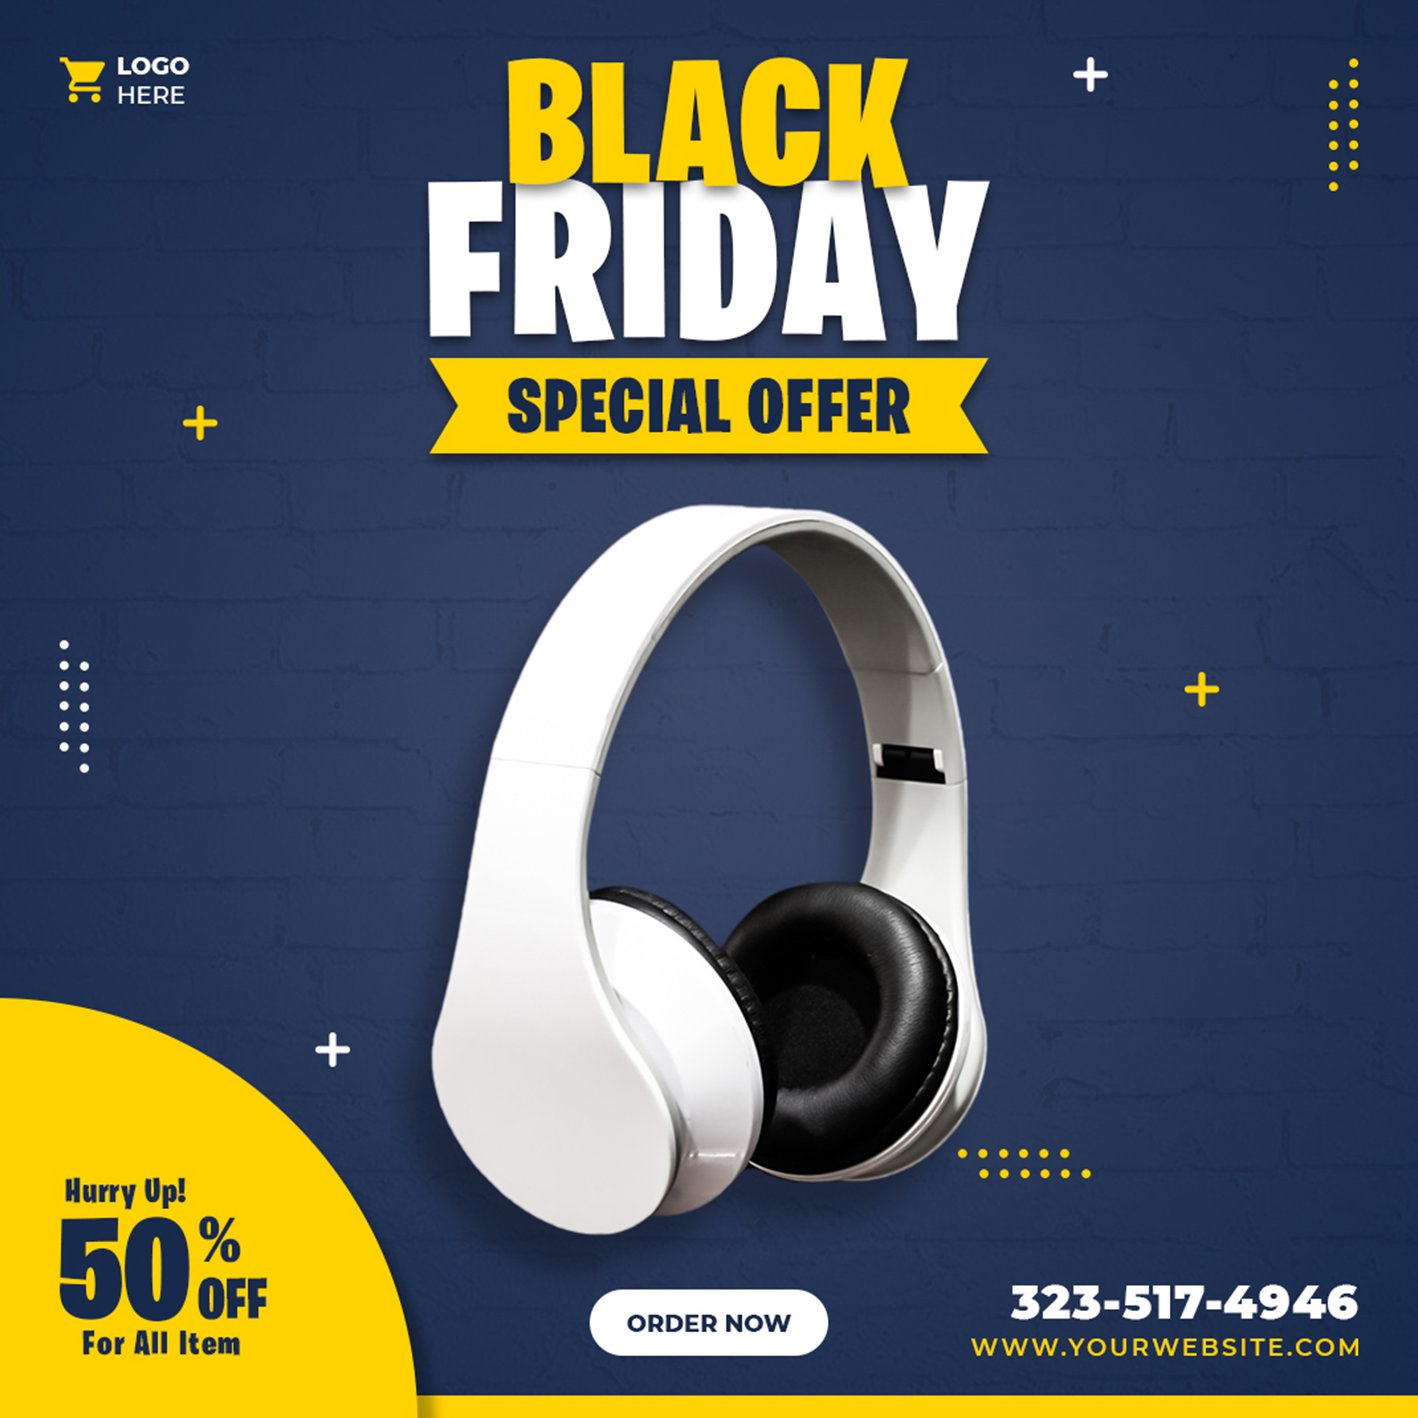 LOGO
HERE
BLACK
FRIDAY
SPECIAL OFFER
Hurry Up!
50%
OFF
For All Item
ORDER NOW
323-517-4946
WWW.YOURWEBSITE.COM